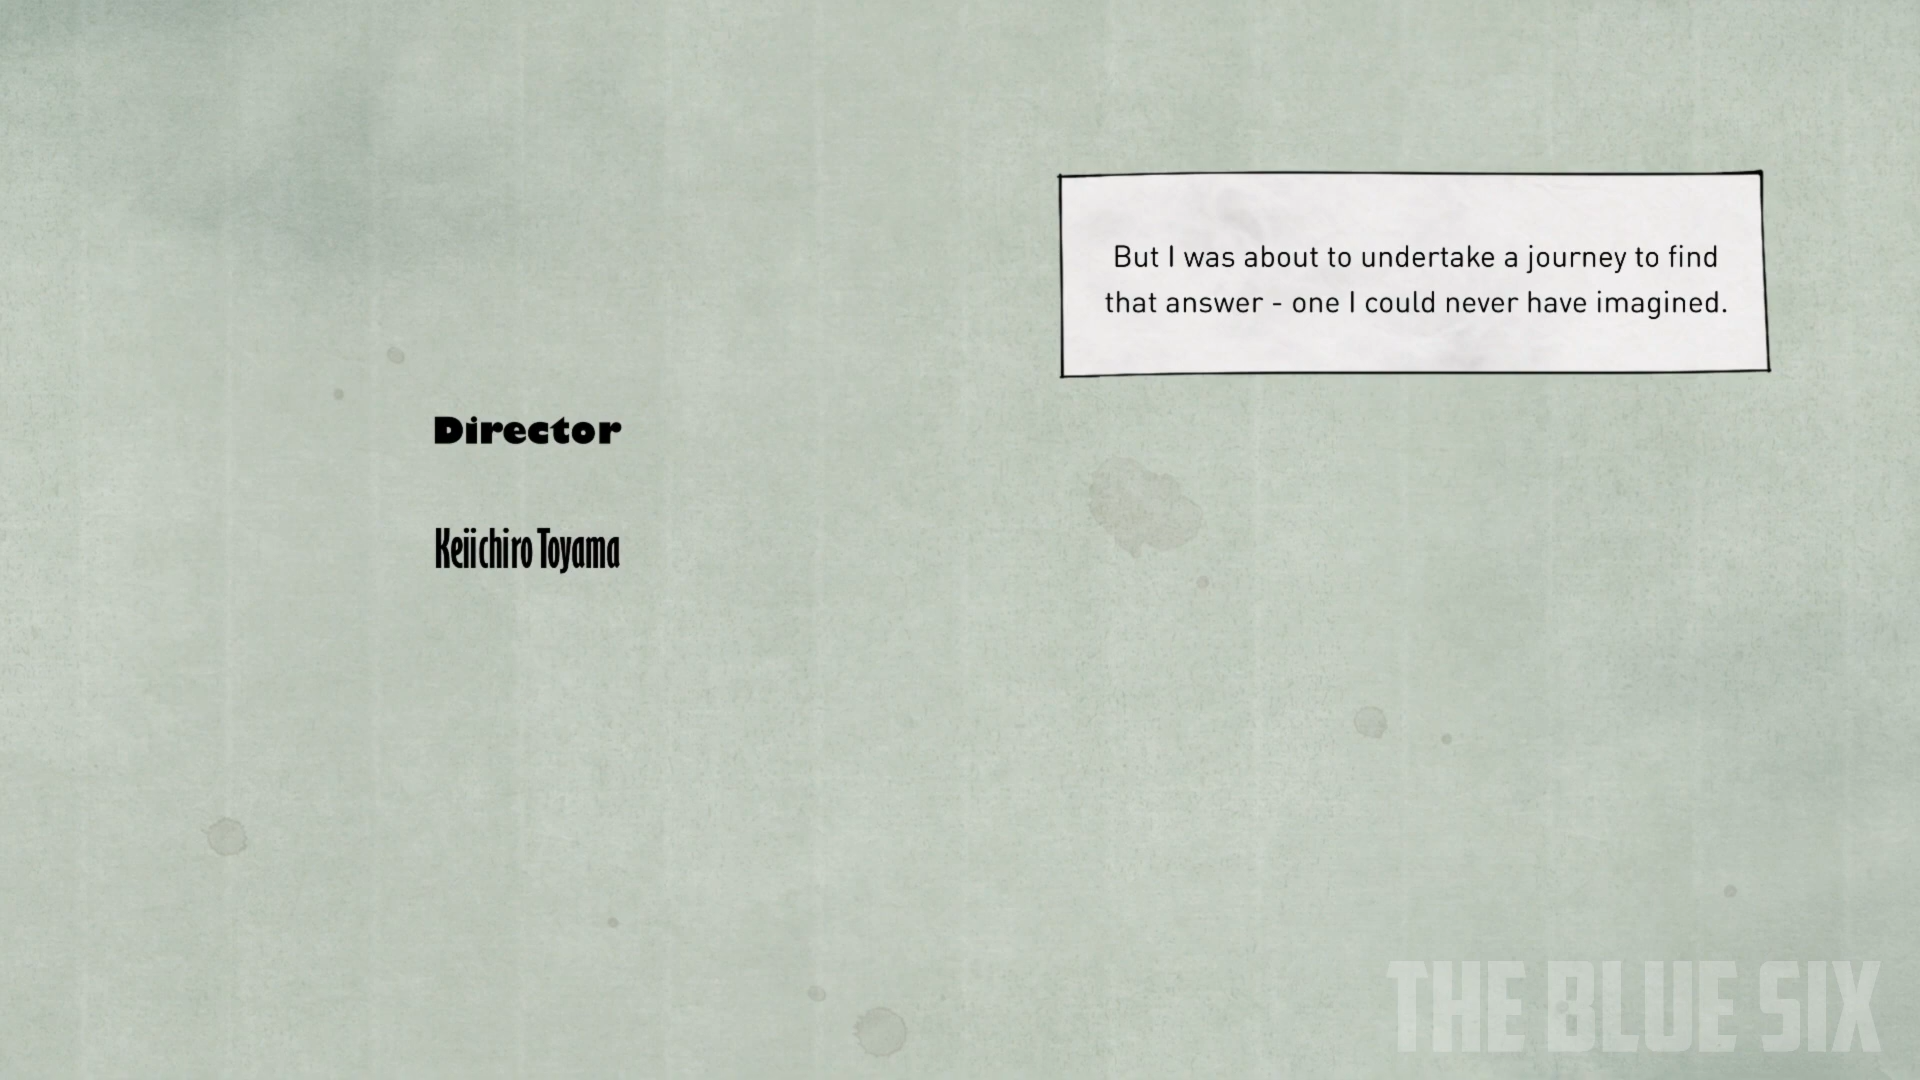 But I was about to undertake a journey to find
that answer - one I could never have imagined.
Director
Keiichiro Toyama
THE BLUE SIX